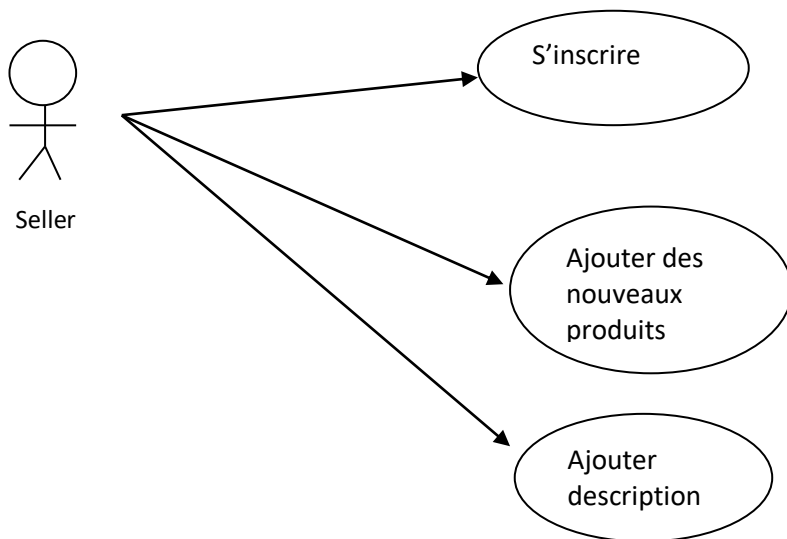 S’inscrire
Seller
Ajouter des
nouveaux
produits
Ajouter
description